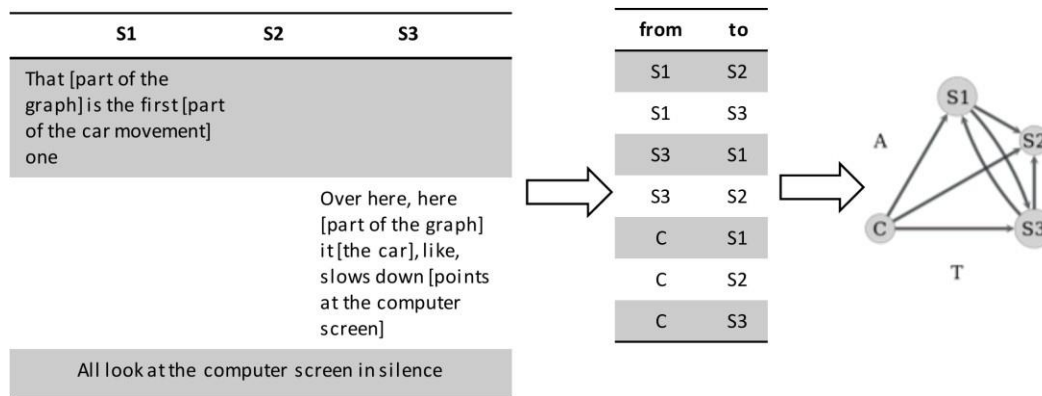 S1 S2 S3
That [part of the
graph] is the first [part
of the car movement]
one
Over here, here
[part of the graph]
it [the car], like,
slows down [points
at the computer
screen]
All look at the computer screen in silence
from to
S1 S2
S1 S3
S3 S1
S3 S2
C S1
C S2
C S3
S1
A
S2
C
S3
T